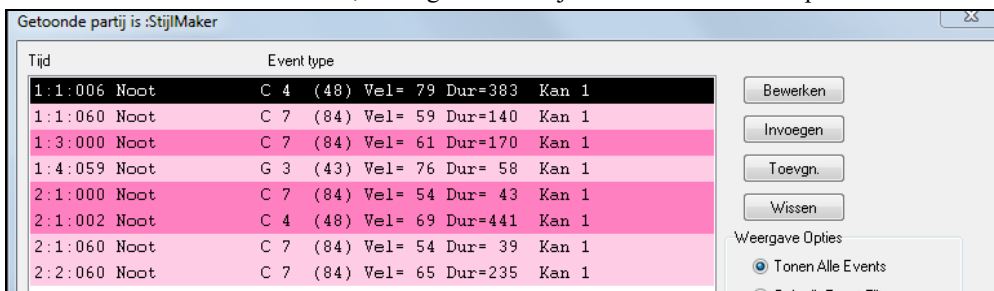 Getoonde partij is :StijlMaker
Tijd Event type
1:1:006 Noot C 4 (48) Vel= 79 Dur=383 Kan 1
1:1:060 Noot C 7 (84) Vel= 59 Dur=140 Kan 1
1:3:000 Noot C 7 (84) Vel= 61 Dur=170 Kan 1
1:4:059 Noot G 3 (43) Vel= 76 Dur= 58 Kan 1
2:1:000 Noot C 7 (84) Vel= 54 Dur= 43 Kan 1
2:1:002 Noot C 4 (48) Vel= 69 Dur=441 Kan 1
2:1:060 Noot C 7 (84) Vel= 54 Dur= 39 Kan 1
2:2:060 Noot C 7 (84) Vel= 65 Dur=235 Kan 1
Bewerken
Invoegen
Toevgn.
Wissen
Weergave Opties
Tonen Alle Events